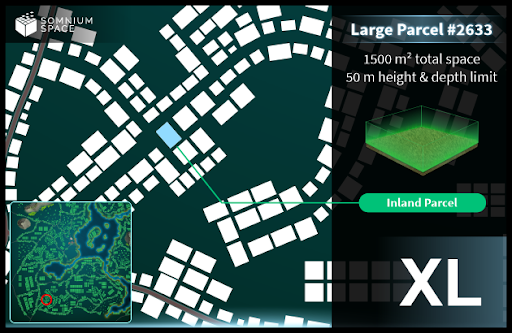 SOMNIUM
SPACE
Large Parcel #2633
1500 m² total space
50 m height & depth limit
Inland Parcel
XL